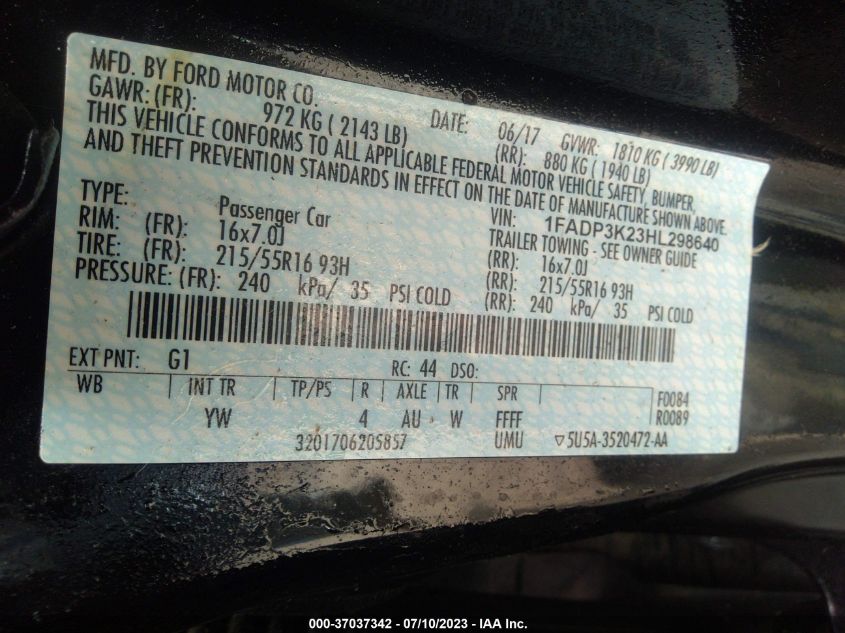 MFD. BY FORD MOTOR CO.
DATE: 06/17 GVWR: 1810 KG ( 3990 LB)
GAWR: (FR): 972 KG ( 2143 LB) (RR): 880 KG ( 1940 LB)
THIS VEHICLE CONFORMS TO ALL APPLICABLE FEDERAL MOTOR VEHICLE SAFETY, BUMPER,
AND THEFT PREVENTION STANDARDS IN EFFECT ON THE DATE OF MANUFACTURE SHOWN ABOVE.
VIN: 1FADP3K23HL298640
TYPE: Passenger Car TRAILER TOWING - SEE OWNER GUIDE
RIM: (FR): 16x7.0J (RR): 16x7.0J
TIRE: (FR): 215/55R16 93H (RR): 215/55R16 93H
PRESSURE: (FR): 240 kPa/ 35 PSI COLD (RR): 240 kPa/ 35 PSI COLD
EXT PNT: G1 RC: 44 DSO:
WB INT TR TP/PS R AXLE TR SPR F0084
YW 4 AU W FFFF R0089
3201706205857 UMU ▽5U5A-3520472-AA
000-37037342 / 07/10/2023 - IAA Inc.